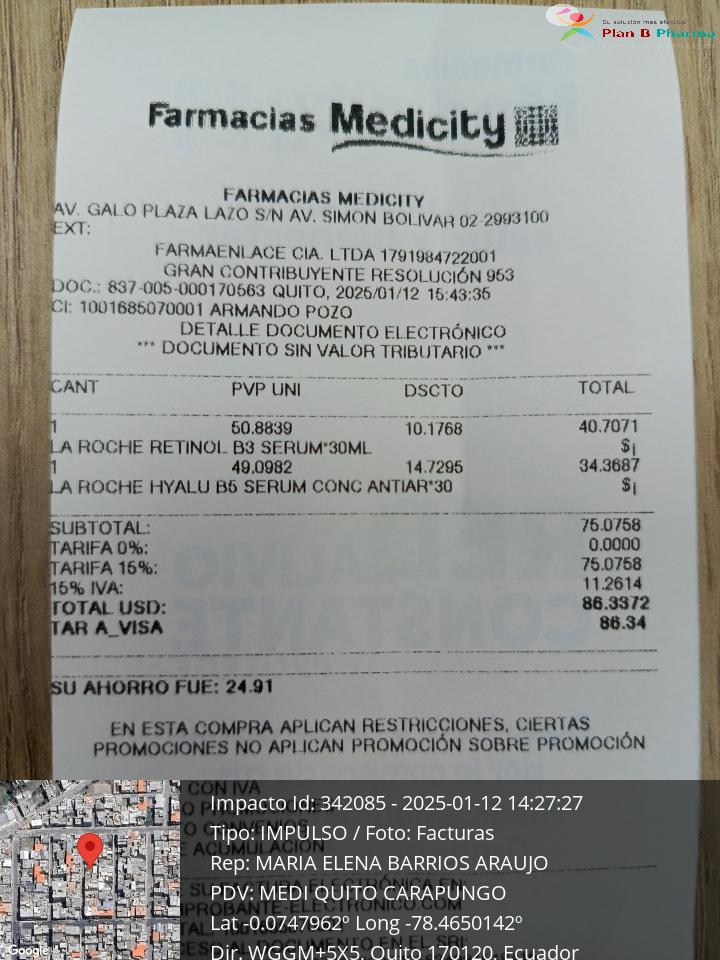 Su solución más efectiva
Plan B Pharma
Farmacias Medicity
FARMACIAS MEDICITY
AV. GALO PLAZA LAZO S/N AV. SIMON BOLIVAR 02-2993100
EXT:
FARMAENLACE CIA. LTDA 1791984722001
GRAN CONTRIBUYENTE RESOLUCIÓN 953
DOC.: 837-005-000170563 QUITO, 2025/01/12 15:43:35
CI: 1001685070001 ARMANDO POZO
DETALLE DOCUMENTO ELECTRÓNICO
*** DOCUMENTO SIN VALOR TRIBUTARIO ***
CANT PVP UNI DSCTO TOTAL
1 50.8839 10.1768 40.7071
LA ROCHE RETINOL B3 SERUM*30ML $¡
1 49.0982 14.7295 34.3687
LA ROCHE HYALU B5 SERUM CONC ANTIAR*30 $¡
SUBTOTAL: 75.0758
TARIFA 0%: 0.0000
TARIFA 15%: 75.0758
15% IVA: 11.2614
TOTAL USD: 86.3372
TAR A_VISA 86.34
SU AHORRO FUE: 24.91
EN ESTA COMPRA APLICAN RESTRICCIONES, CIERTAS
PROMOCIONES NO APLICAN PROMOCIÓN SOBRE PROMOCIÓN
CON IVA
Impacto Id: 342085 - 2025-01-12 14:27:27
Tipo: IMPULSO / Foto: Facturas
ACUMULACION
Rep: MARIA ELENA BARRIOS ARAUJO
PDV: MEDI QUITO CARAPUNGO
Lat -0.0747962º Long -78.4650142º
Dir. WGGM+5X5, Quito 170120, Ecuador
Google